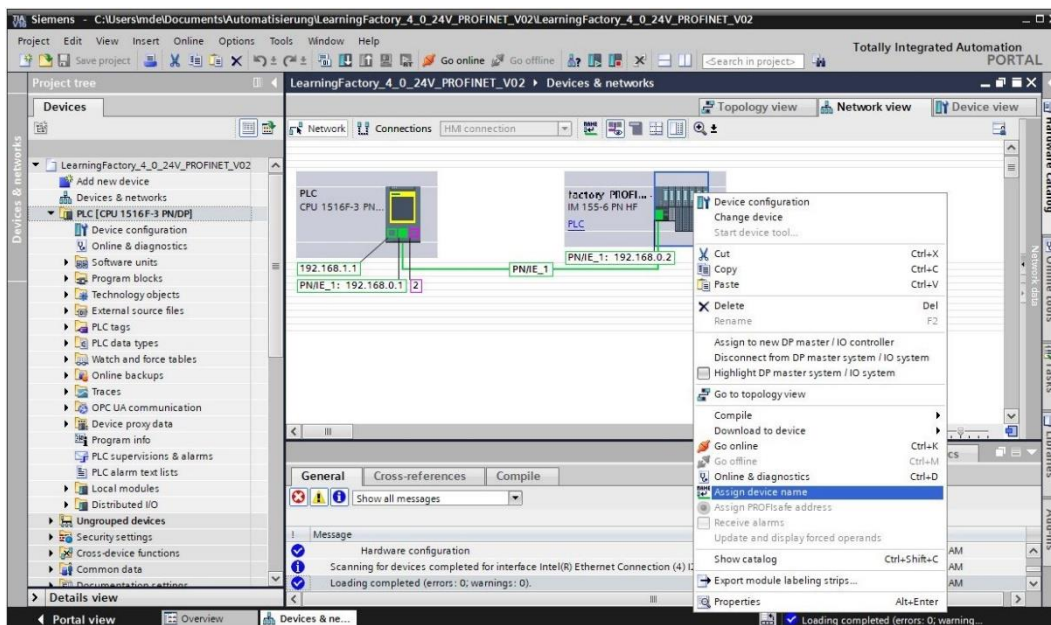 Siemens - C:\Users\mde\Documents\Automatisierung\LearningFactory_4_0_24V_PROFINET_V02\LearningFactory_4_0_24V_PROFINET_V02
Project Edit View Insert Online Options Tools Window Help
Totally Integrated Automation
PORTAL
Save project Go online Go offline <Search in project>
Project tree
LearningFactory_4_0_24V_PROFINET_V02 ▸ Devices & networks
Devices
Topology view Network view Device view
Network Connections HMI connection
Devices & networks
LearningFactory_4_0_24V_PROFINET_V02
Add new device
Devices & networks
PLC [CPU 1516F-3 PN/DP]
Device configuration
Online & diagnostics
Software units
Program blocks
Technology objects
External source files
PLC tags
PLC data types
Watch and force tables
Online backups
Traces
OPC UA communication
Device proxy data
Program info
PLC supervisions & alarms
PLC alarm text lists
Local modules
Distributed I/O
Ungrouped devices
Security settings
Cross-device functions
Common data
Documentation settings
Details view
PLC
CPU 1516F-3 PN...
factory PROFI...
IM 155-6 PN HF
PLC
192.168.1.1
PN/IE_1: 192.168.0.1 2
PN/IE_1
PN/IE_1: 192.168.0.2
Device configuration
Change device
Start device tool...
Cut Ctrl+X
Copy Ctrl+C
Paste Ctrl+V
Delete Del
Rename F2
Assign to new DP master / IO controller
Disconnect from DP master system / IO system
Highlight DP master system / IO system
Go to topology view
Compile
Download to device
Go online Ctrl+K
Go offline Ctrl+M
Online & diagnostics Ctrl+D
Assign device name
Assign PROFIsafe address
Receive alarms
Update and display forced operands
Show catalog Ctrl+Shift+C
Export module labeling strips...
Properties Alt+Enter
General Cross-references Compile
Show all messages
! Message
Hardware configuration AM
Scanning for devices completed for interface Intel(R) Ethernet Connection (4) AM
Loading completed (errors: 0; warnings: 0). AM
Hardware catalog
Online tools
Tasks
Libraries
Add-ins
Network data
Portal view Overview Devices & ne...
Loading completed (errors: 0; warning...